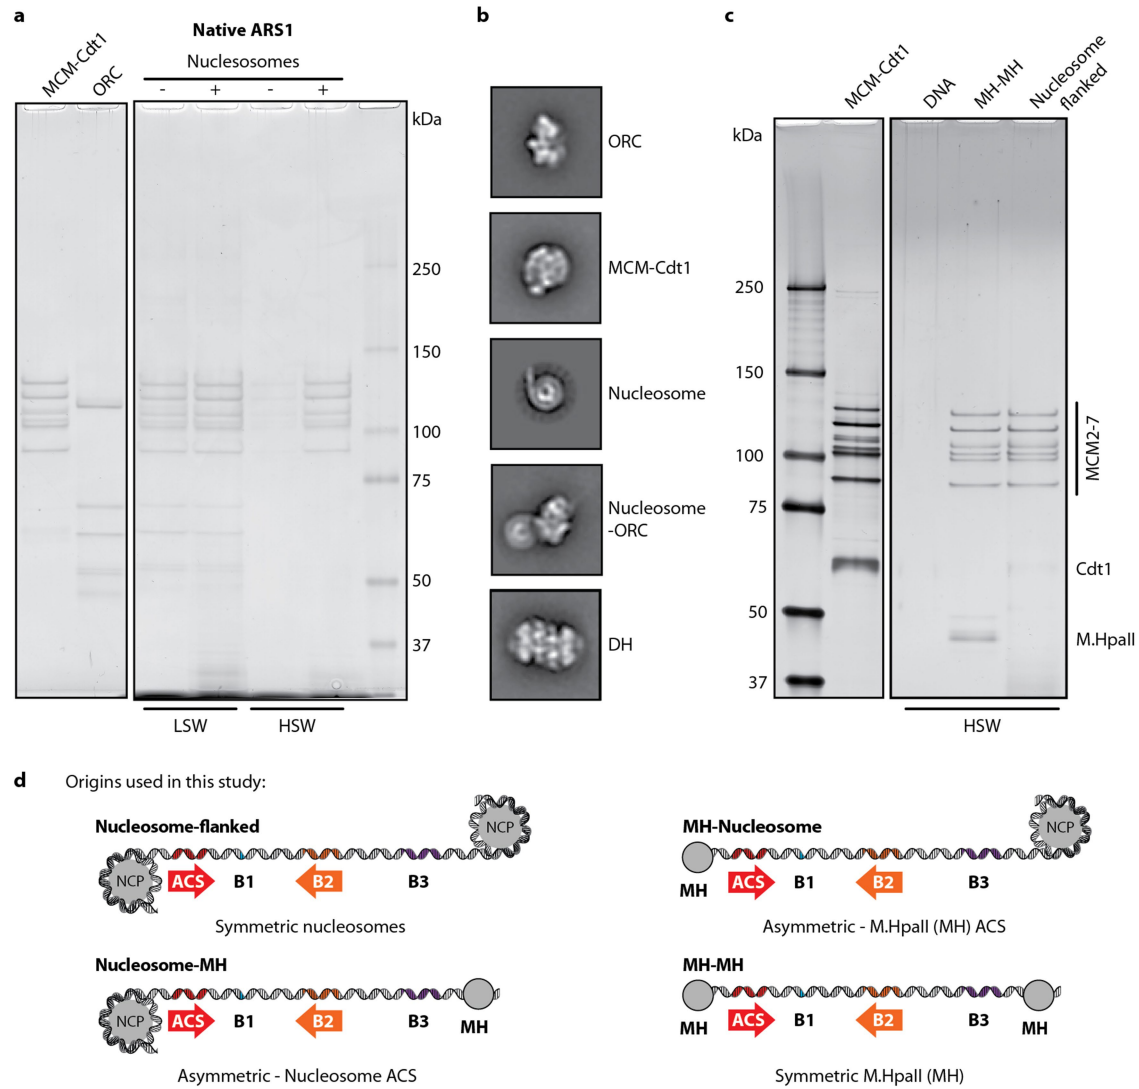 a
Native ARS1
Nuclesosomes
MCM-Cdt1
ORC
- + - +
kDa
250
150
100
75
50
37
LSW
HSW
b
ORC
MCM-Cdt1
Nucleosome
Nucleosome
-ORC
DH
c
MCM-Cdt1
DNA
MH-MH
Nucleosome
flanked
kDa
250
150
100
75
50
37
MCM2-7
Cdt1
M.HpaII
HSW
d
Origins used in this study:
Nucleosome-flanked
NCP
NCP
ACS
B1
B2
B3
Symmetric nucleosomes
MH-Nucleosome
NCP
MH
ACS
B1
B2
B3
Asymmetric - M.HpaII (MH) ACS
Nucleosome-MH
NCP
ACS
B1
B2
B3
MH
Asymmetric - Nucleosome ACS
MH-MH
MH
ACS
B1
B2
B3
MH
Symmetric M.HpaII (MH)